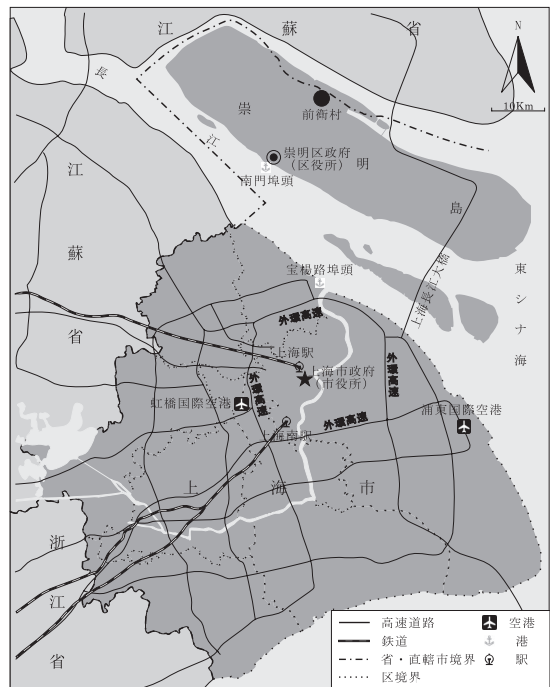 江 蘇 省
N
10Km
長
江
崇
明
島
前衛村
崇明区政府
(区役所)
南門埠頭
江
蘇
省
宝楊路埠頭
上海長江大橋
東シナ海
外環高速
上海駅
上海市政府
(市役所)
外環高速
外環高速
虹橋国際空港
外環高速
浦東国際空港
上 海 市
浙
江
省
高速道路
空港
鉄道
港
省・直轄市境界
駅
区境界